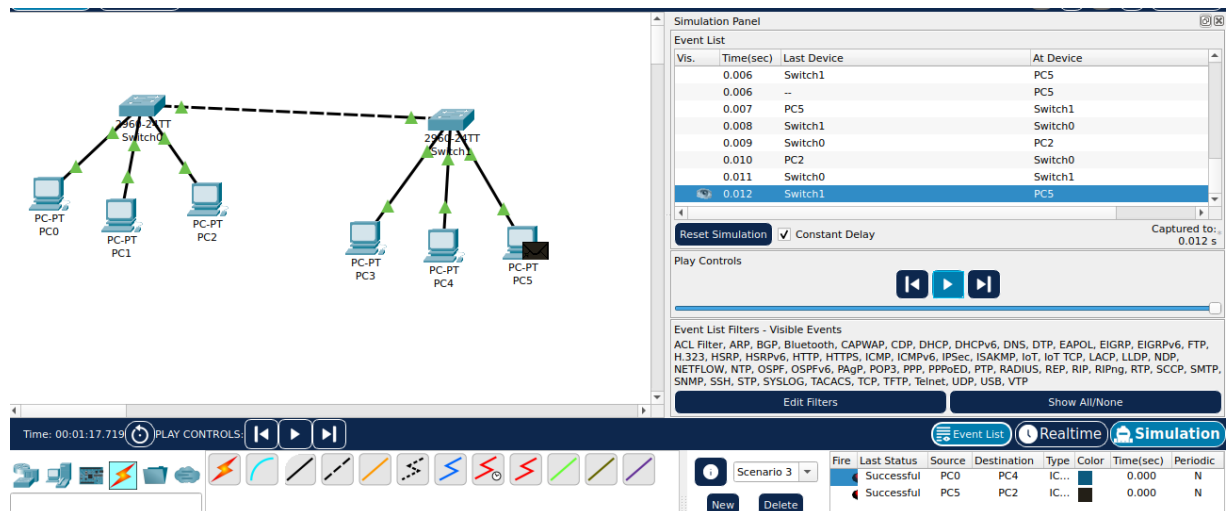 2960-24TT
Switch0
2960-24TT
Switch1
PC-PT
PC0
PC-PT
PC1
PC-PT
PC2
PC-PT
PC3
PC-PT
PC4
PC-PT
PC5
Simulation Panel
Event List
Vis. Time(sec) Last Device At Device
0.006 Switch1 PC5
0.006 -- PC5
0.007 PC5 Switch1
0.008 Switch1 Switch0
0.009 Switch0 PC2
0.010 PC2 Switch0
0.011 Switch0 Switch1
0.012 Switch1 PC5
Reset Simulation Constant Delay
Captured to:
0.012 s
Play Controls
Event List Filters - Visible Events
ACL Filter, ARP, BGP, Bluetooth, CAPWAP, CDP, DHCP, DHCPv6, DNS, DTP, EAPOL, EIGRP, EIGRPv6, FTP,
H.323, HSRP, HSRPv6, HTTP, HTTPS, ICMP, ICMPv6, IPSec, ISAKMP, IoT, IoT TCP, LACP, LLDP, NDP,
NETFLOW, NTP, OSPF, OSPFv6, PAgP, POP3, PPP, PPPoED, PTP, RADIUS, REP, RIP, RIPng, RTP, SCCP, SMTP,
SNMP, SSH, STP, SYSLOG, TACACS, TCP, TFTP, Telnet, UDP, USB, VTP
Edit Filters Show All/None
Time: 00:01:17.719 PLAY CONTROLS: Event List Realtime Simulation
Scenario 3
New Delete
Fire Last Status Source Destination Type Color Time(sec) Periodic
Successful PC0 PC4 IC... 0.000 N
Successful PC5 PC2 IC... 0.000 N